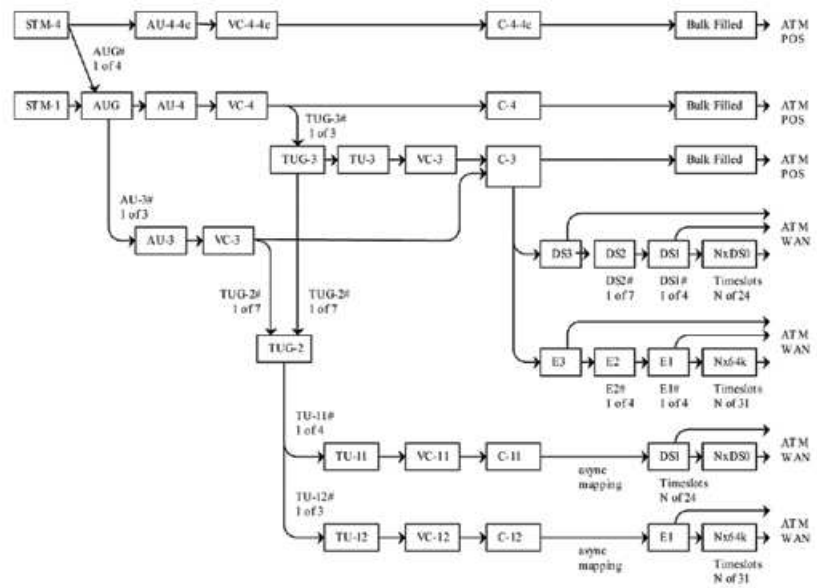 STM-4
AU-4-4c
VC-4-4c
C-4-4c
Bulk Filled
ATM
POS
AUG#
1 of 4
STM-1
AUG
AU-4
VC-4
C-4
Bulk Filled
ATM
POS
TUG-3#
1 of 3
TUG-3
TU-3
VC-3
C-3
Bulk Filled
ATM
POS
AU-3#
1 of 3
AU-3
VC-3
ATM
WAN
DS3
DS2
DS1
NxDS0
DS2#
1 of 7
DS1#
1 of 4
Timeslots
N of 24
TUG-2#
1 of 7
TUG-2#
1 of 7
TUG-2
ATM
WAN
E3
E2
E1
Nx64k
E2#
1 of 4
E1#
1 of 4
Timeslots
N of 31
TU-11#
1 of 4
TU-11
VC-11
C-11
async
mapping
DS1
NxDS0
ATM
WAN
Timeslots
N of 24
TU-12#
1 of 3
TU-12
VC-12
C-12
async
mapping
E1
Nx64k
ATM
WAN
Timeslots
N of 31